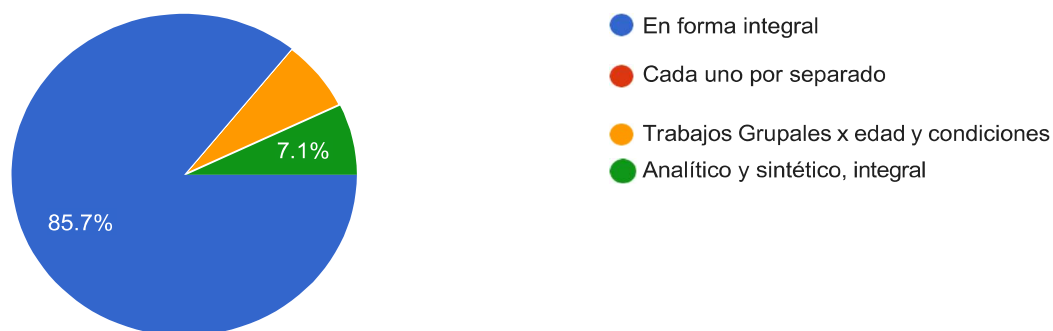 En forma integral
Cada uno por separado
Trabajos Grupales x edad y condiciones
Analítico y sintético, integral
7.1%
85.7%